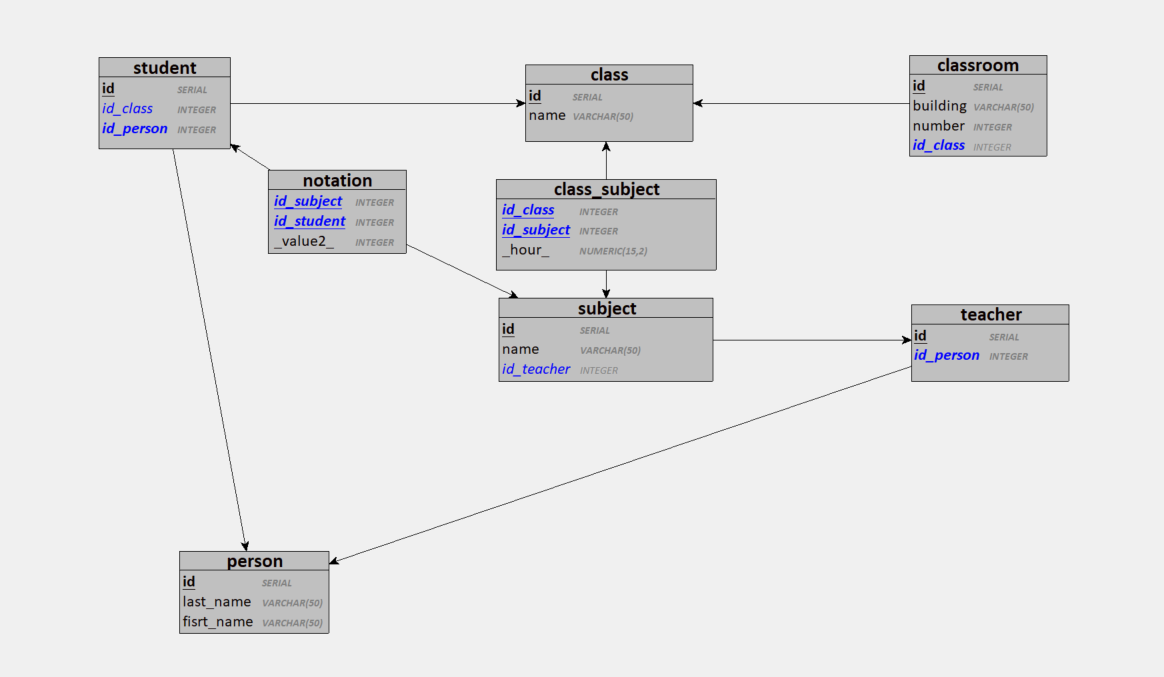 student
id SERIAL
id_class INTEGER
id_person INTEGER
class
id SERIAL
name VARCHAR(50)
classroom
id SERIAL
building VARCHAR(50)
number INTEGER
id_class INTEGER
notation
id_subject INTEGER
id_student INTEGER
_value2_ INTEGER
class_subject
id_class INTEGER
id_subject INTEGER
_hour_ NUMERIC(15,2)
subject
id SERIAL
name VARCHAR(50)
id_teacher INTEGER
teacher
id SERIAL
id_person INTEGER
person
id SERIAL
last_name VARCHAR(50)
fisrt_name VARCHAR(50)